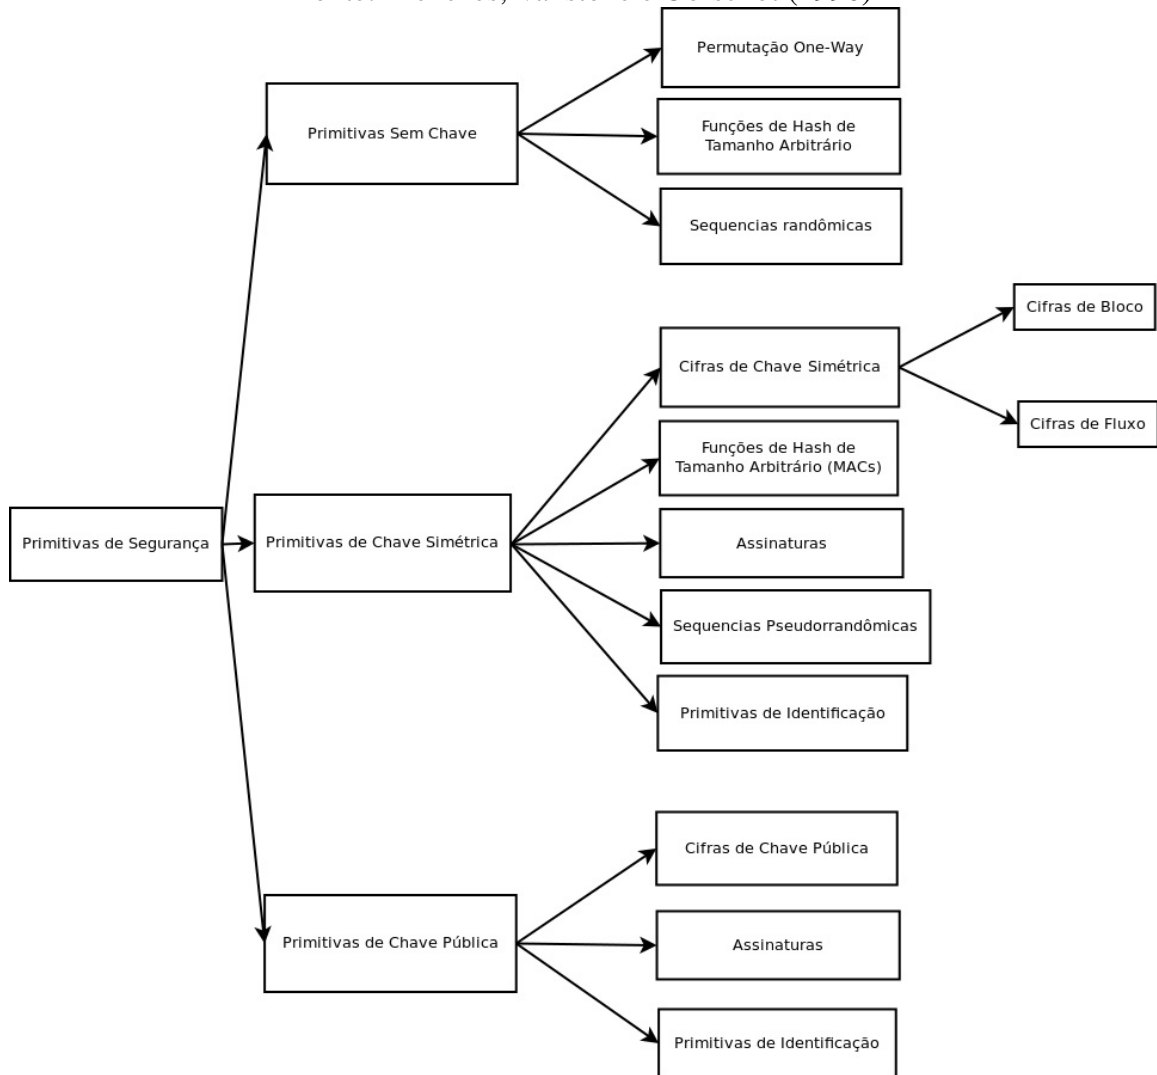 Permutação One-Way
Primitivas Sem Chave
Funções de Hash de
Tamanho Arbitrário
Sequencias randômicas
Cifras de Bloco
Cifras de Chave Simétrica
Cifras de Fluxo
Funções de Hash de
Tamanho Arbitrário (MACs)
Primitivas de Segurança
Primitivas de Chave Simétrica
Assinaturas
Sequencias Pseudorrandômicas
Primitivas de Identificação
Cifras de Chave Pública
Primitivas de Chave Pública
Assinaturas
Primitivas de Identificação